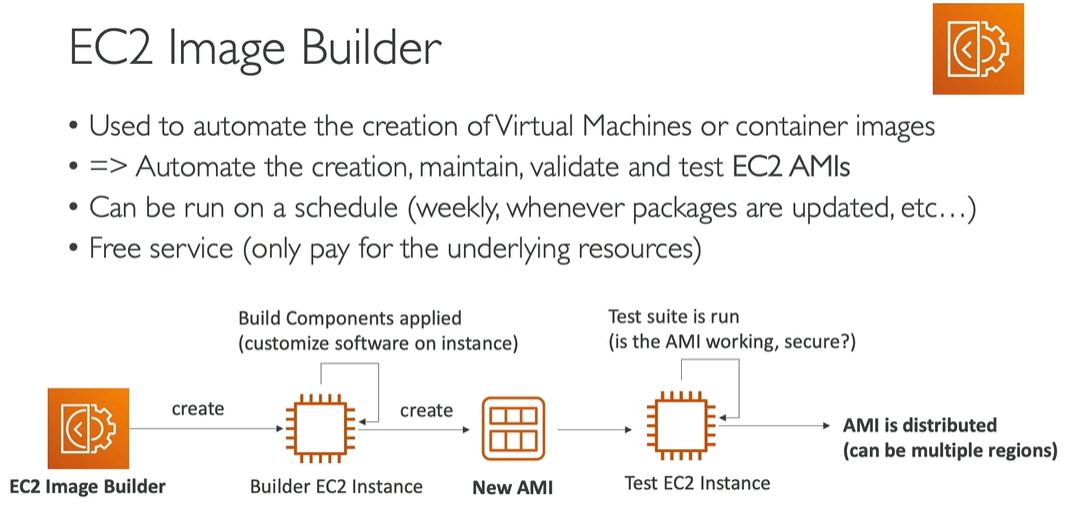 EC2 Image Builder
• Used to automate the creation of Virtual Machines or container images
• => Automate the creation, maintain, validate and test EC2 AMIs
• Can be run on a schedule (weekly, whenever packages are updated, etc…)
• Free service (only pay for the underlying resources)
Build Components applied
(customize software on instance)
Test suite is run
(is the AMI working, secure?)
create
create
AMI is distributed
(can be multiple regions)
EC2 Image Builder
Builder EC2 Instance
New AMI
Test EC2 Instance